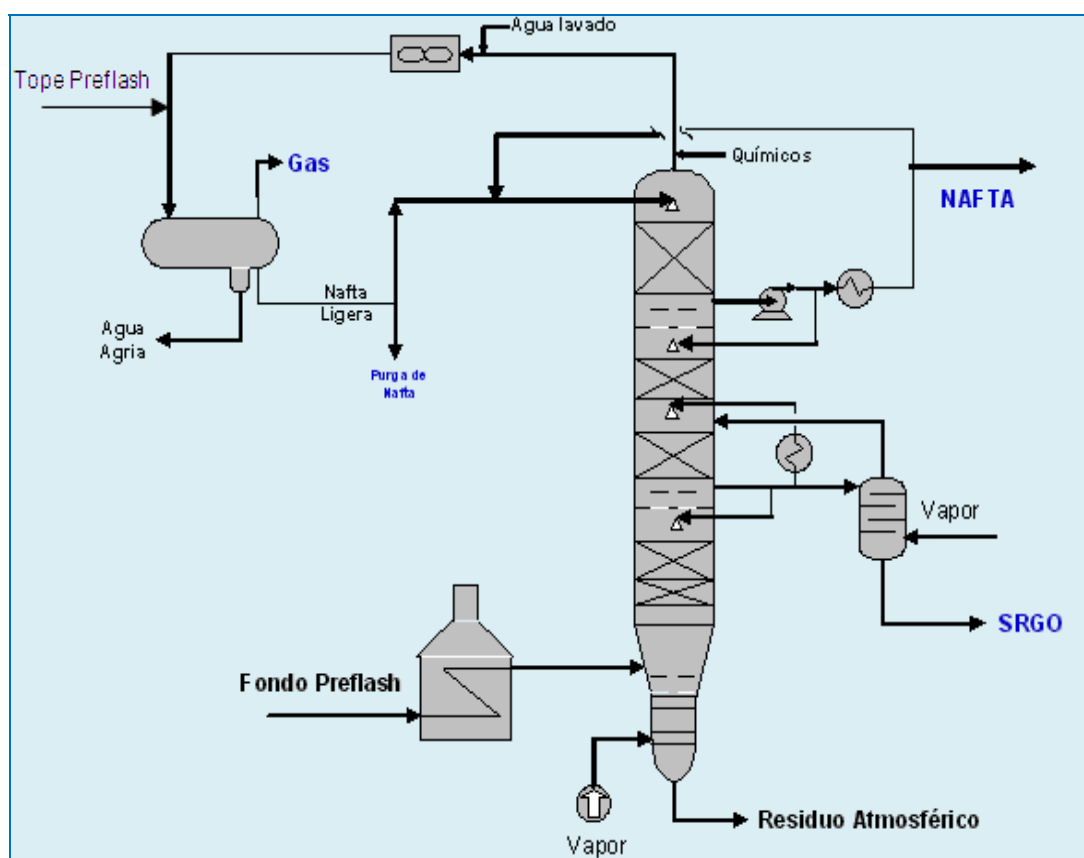 Agua lavado
Tope Preflash
Químicos
Gas
NAFTA
Nafta
Ligera
Agua
Agria
Purga de
Nafta
Vapor
SRGO
Fondo Preflash
Residuo Atmosférico
Vapor